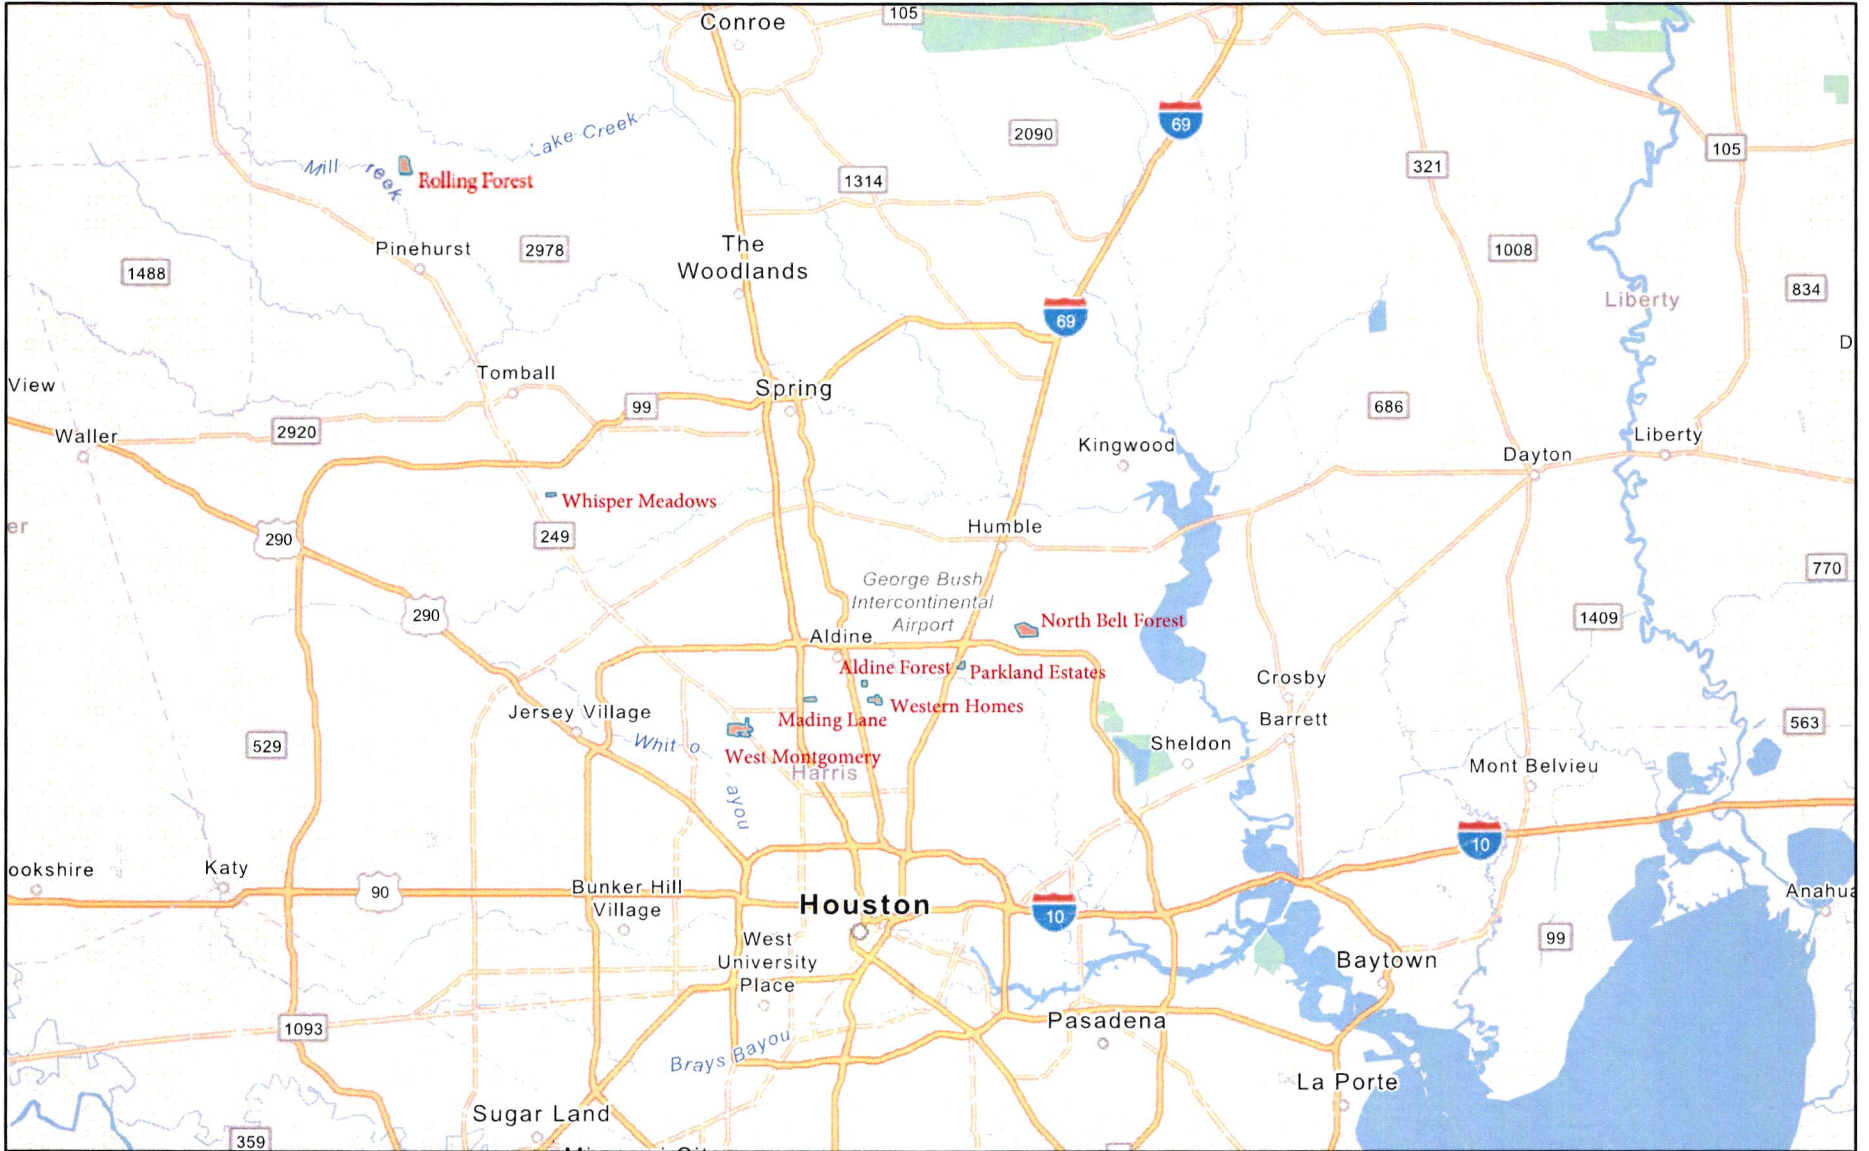 Conroe
105
69
2090
Lake Creek
105
321
Mill
reek
Rolling Forest
1314
Pinehurst
2978
The
Woodlands
1008
1488
834
Liberty
69
D
Tomball
View
Spring
99
686
2920
Waller
Kingwood
Liberty
Dayton
Whisper Meadows
er
290
249
Humble
770
George Bush
Intercontinental
Airport
290
1409
North Belt Forest
Aldine
Aldine Forest
Parkland Estates
Crosby
Western Homes
Jersey Village
Mading Lane
Barrett
563
529
Whit o
Sheldon
West Montgomery
Harris
Mont Belvieu
ayou
10
ookshire
Katy
90
Bunker Hill
Village
Houston
10
Anahua
West
University
Place
99
Baytown
1093
Pasadena
Brays Bayou
La Porte
Sugar Land
359